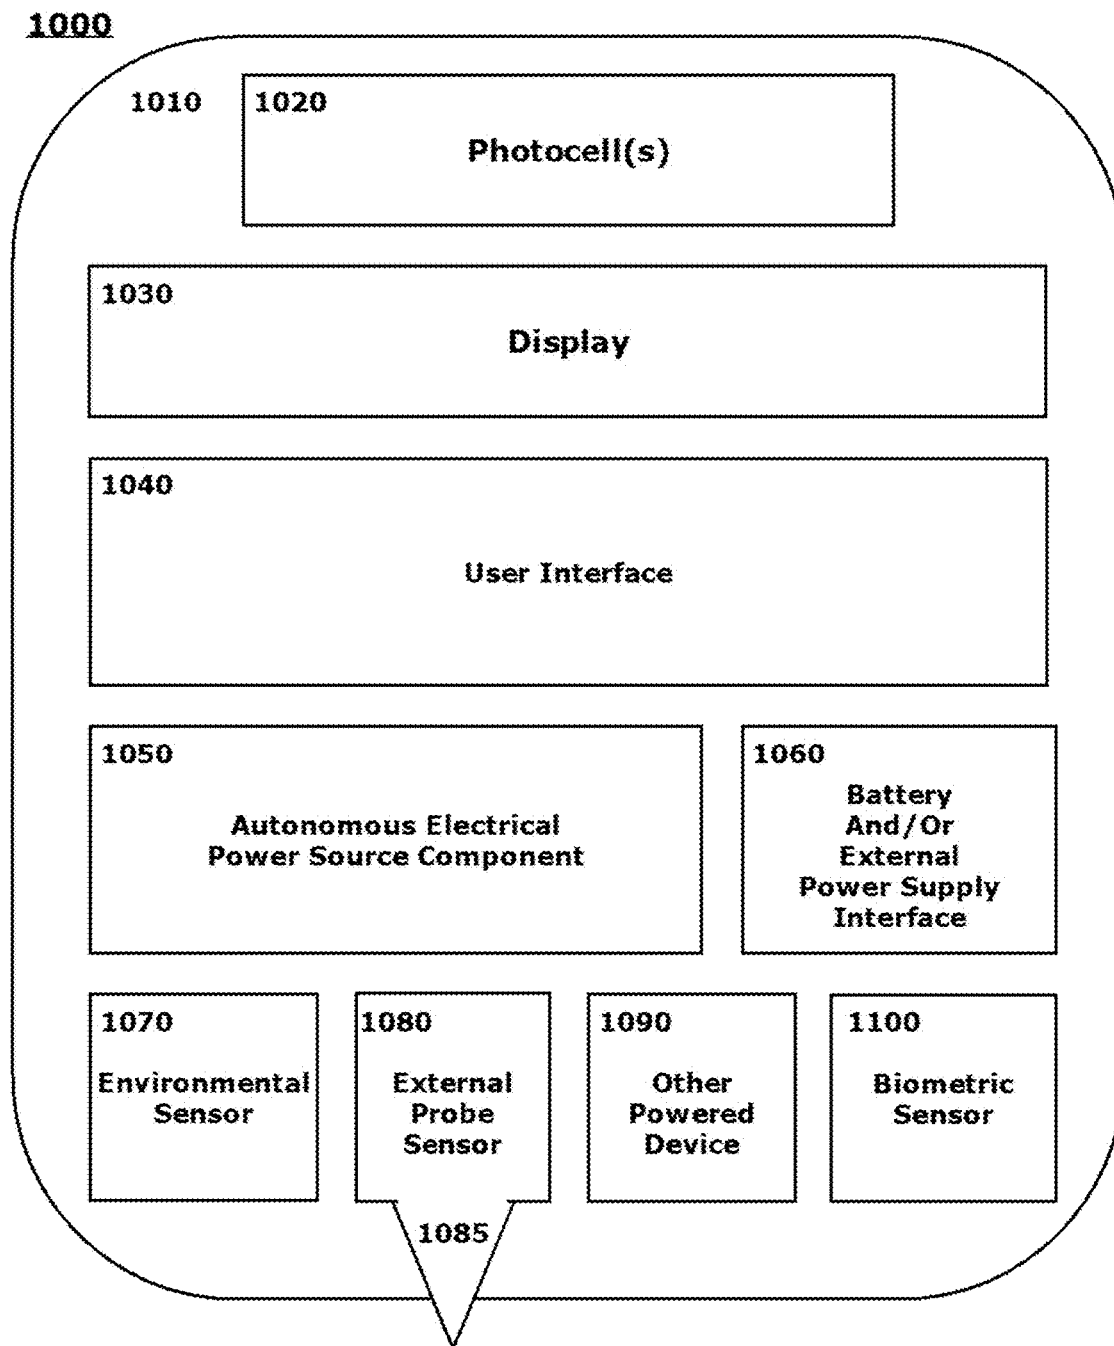 1000
1010
1020
Photocell(s)
1030
Display
1040
User Interface
1050
Autonomous Electrical
Power Source Component
1060
Battery
And/Or
External
Power Supply
Interface
1070
Environmental
Sensor
1080
External
Probe
Sensor
1085
1090
Other
Powered
Device
1100
Biometric
Sensor